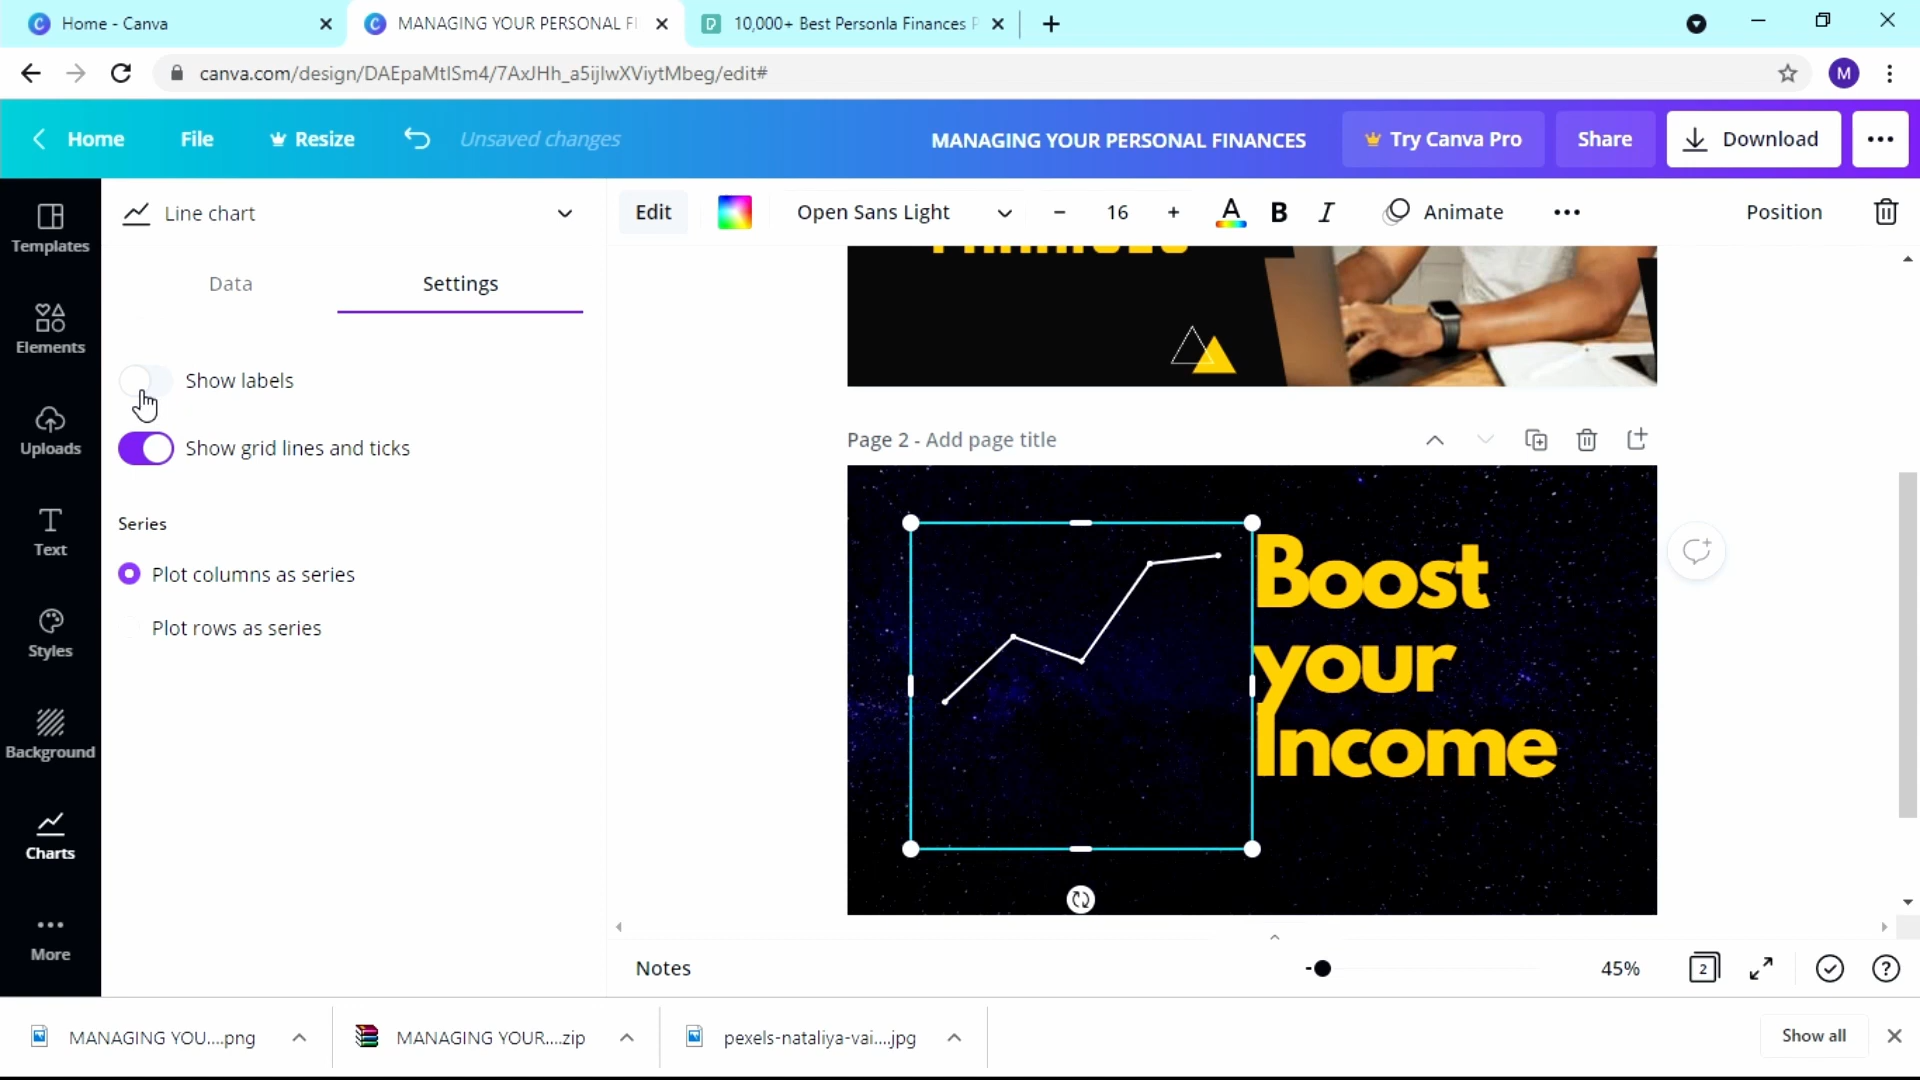 Home - Canva
MANAGING YOUR PERSONAL FI
10,000+ Best Personla Finances P
canva.com/design/DAEpaMtISm4/7AxJHh_a5ijlwXViytMbeg/edit#
M
Home
File
Resize
Unsaved changes
MANAGING YOUR PERSONAL FINANCES
Try Canva Pro
Share
Download
Templates
Elements
Uploads
Text
Styles
Background
Charts
More
Line chart
Data
Settings
Show labels
Show grid lines and ticks
Series
Plot columns as series
Plot rows as series
Edit
Open Sans Light
16
A
B
I
Animate
Position
Page 2 - Add page title
Boost
your
Income
Notes
45%
2
MANAGING YOU....png
MANAGING YOUR....zip
pexels-nataliya-vai....jpg
Show all